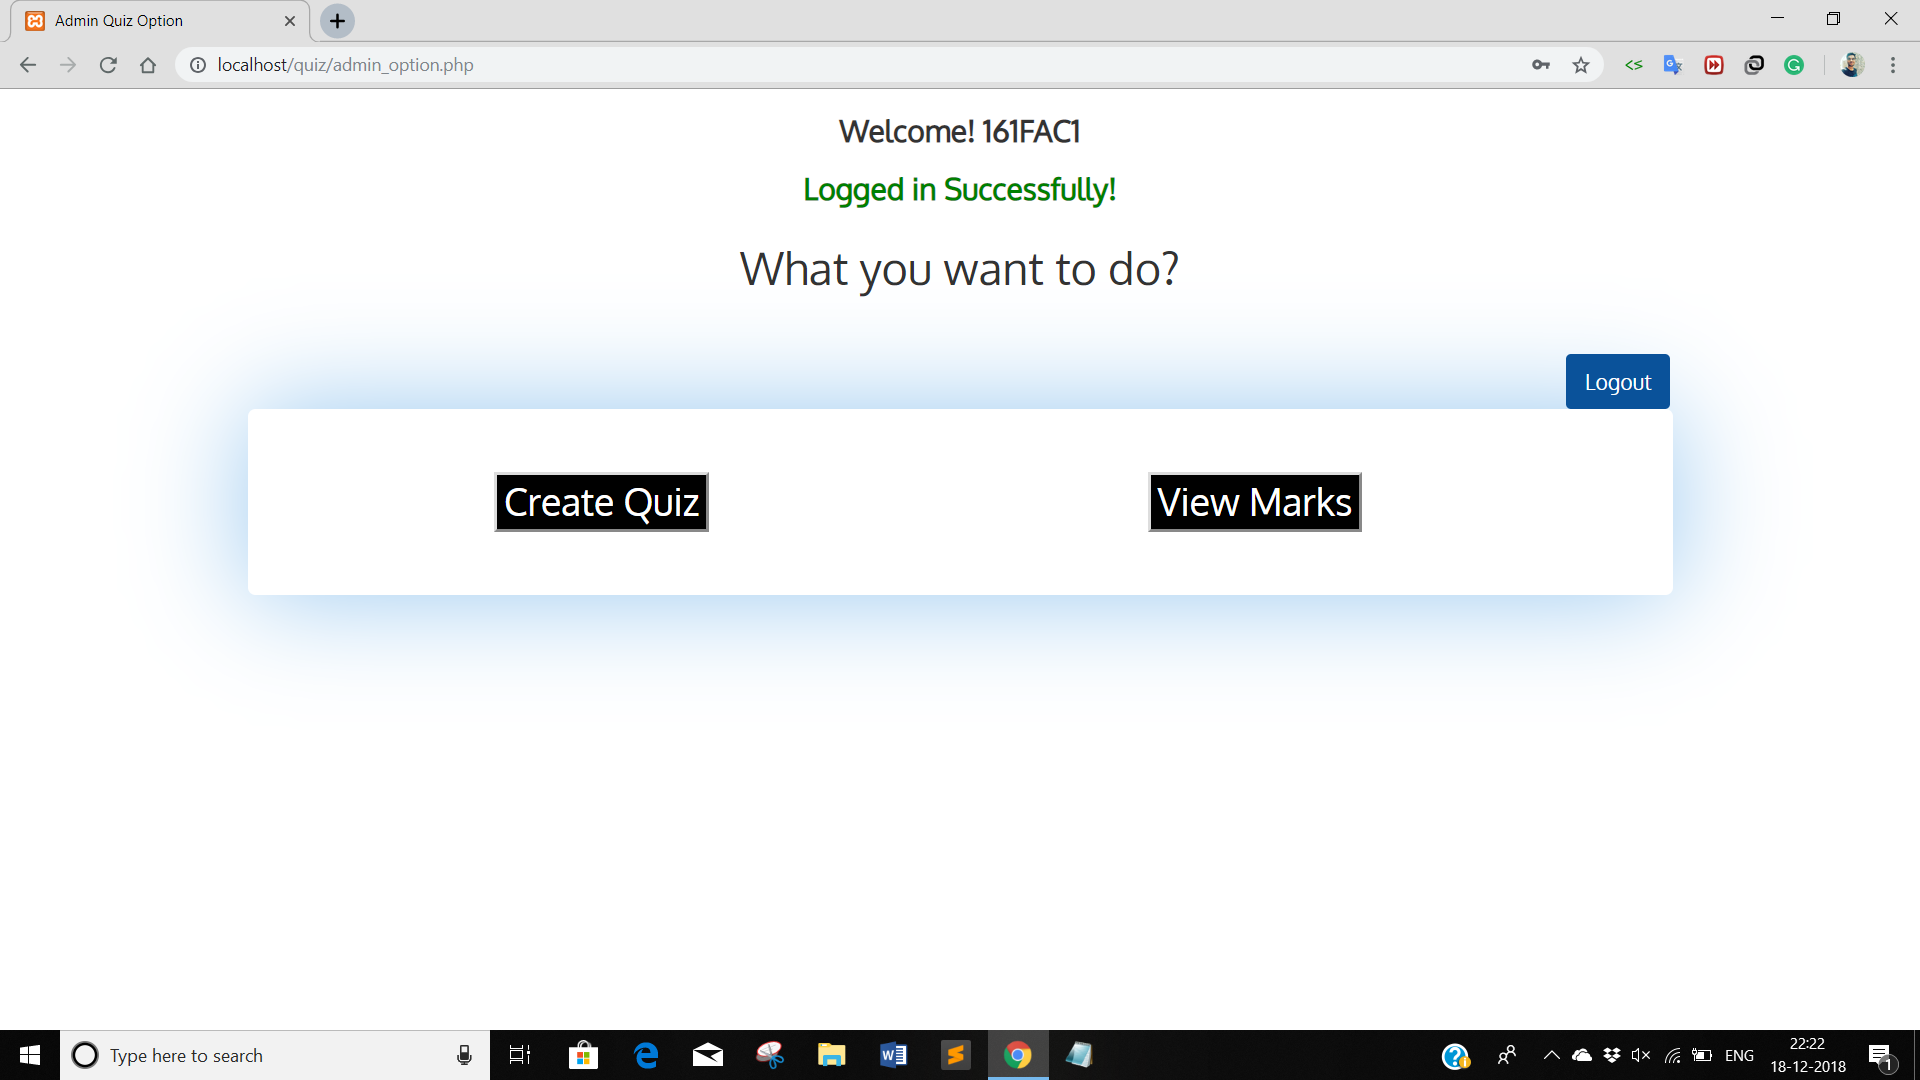 Admin Quiz Option
localhost/quiz/admin_option.php
Welcome! 161FAC1
Logged in Successfully!
What you want to do?
Logout
Create Quiz
View Marks
Type here to search
ENG
22:22
18-12-2018
1